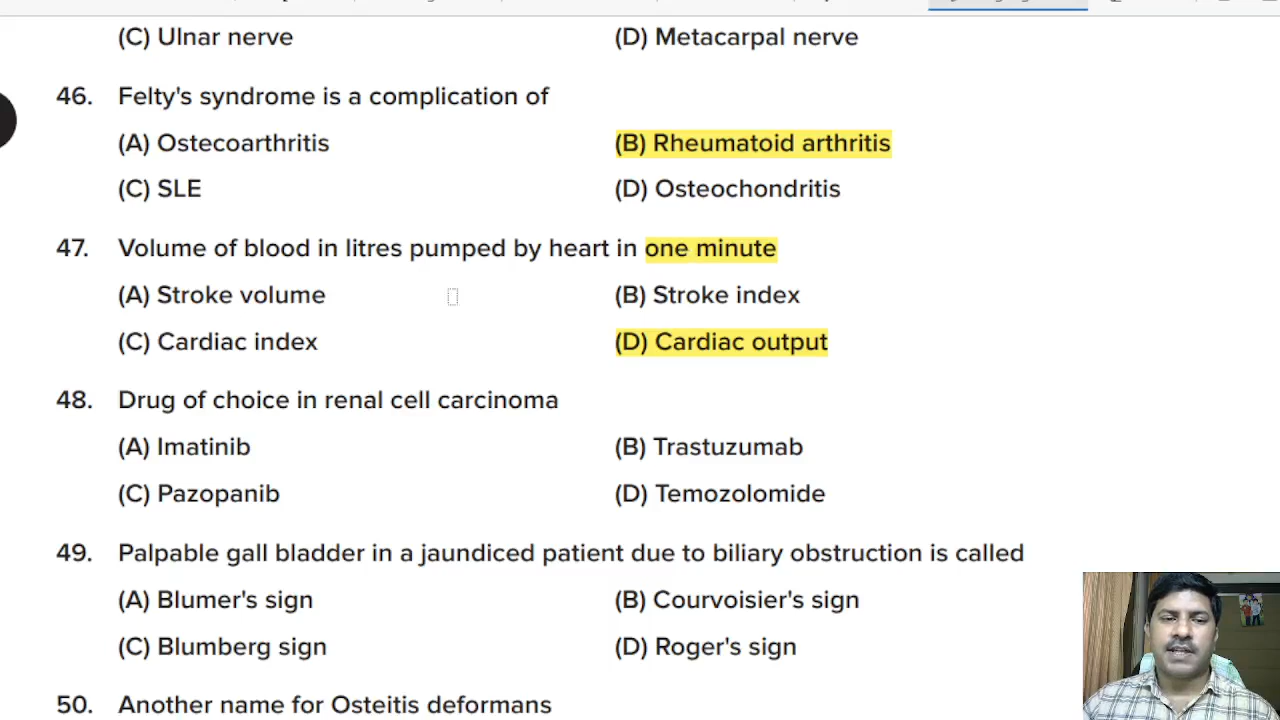 (C) Ulnar nerve (D) Metacarpal nerve
46. Felty's syndrome is a complication of
(A) Ostecoarthritis (B) Rheumatoid arthritis
(C) SLE (D) Osteochondritis
47. Volume of blood in litres pumped by heart in one minute
(A) Stroke volume (B) Stroke index
(C) Cardiac index (D) Cardiac output
48. Drug of choice in renal cell carcinoma
(A) Imatinib (B) Trastuzumab
(C) Pazopanib (D) Temozolomide
49. Palpable gall bladder in a jaundiced patient due to biliary obstruction is called
(A) Blumer's sign (B) Courvoisier's sign
(C) Blumberg sign (D) Roger's sign
50. Another name for Osteitis deformans